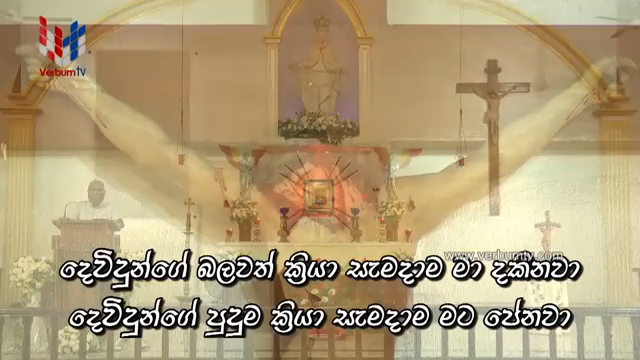 VerbumTV
www.verbumtv.com
දෙවිදුන්ගේ බලවත් ක්‍රියා සැමදාම මා දකිනවා
දෙවිදුන්ගේ පුදුම ක්‍රියා සැමදාම මට පේනවා